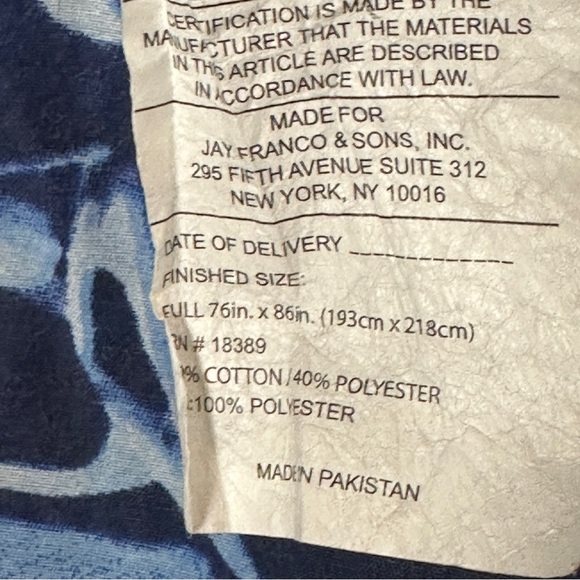 CERTIFICATION IS MADE BY THE
MANUFACTURER THAT THE MATERIALS
IN THIS ARTICLE ARE DESCRIBED
IN ACCORDANCE WITH LAW.
MADE FOR
JAY FRANCO & SONS, INC.
295 FIFTH AVENUE SUITE 312
NEW YORK, NY 10016
DATE OF DELIVERY
FINISHED SIZE:
FULL 76in. x 86in. (193cm x 218cm)
RN # 18389
% COTTON/40% POLYESTER
:100% POLYESTER
MADE IN PAKISTAN